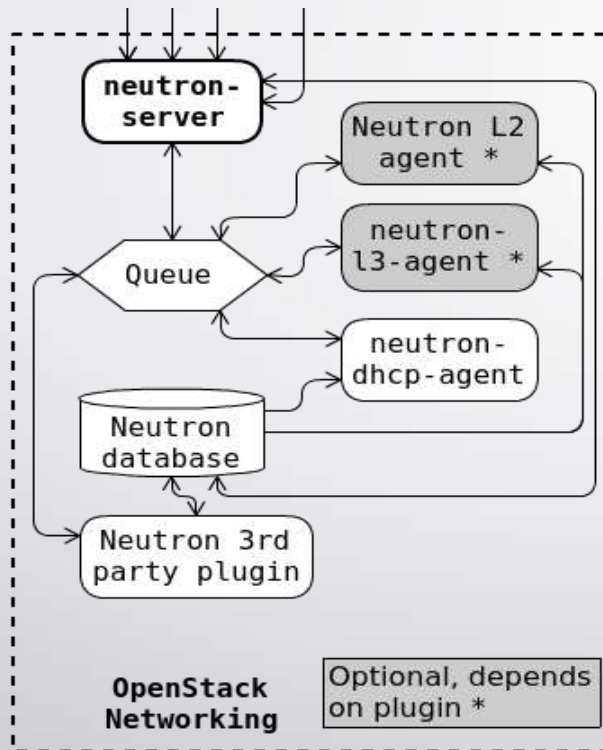 neutron-
server
Neutron L2
agent *
neutron-
l3-agent *
Queue
neutron-
dhcp-agent
Neutron
database
Neutron 3rd
party plugin
OpenStack
Networking
Optional, depends
on plugin *